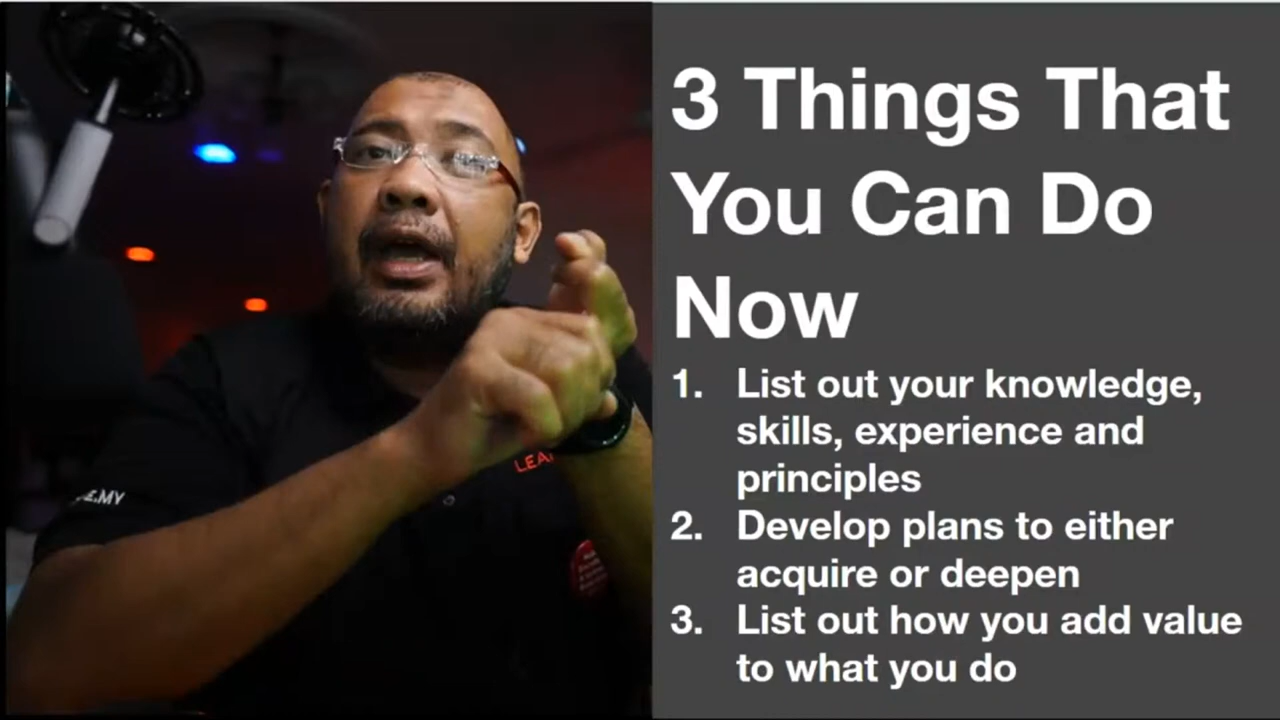 3 Things That
You Can Do
Now
1. List out your knowledge,
skills, experience and
principles
2. Develop plans to either
acquire or deepen
3. List out how you add value
to what you do